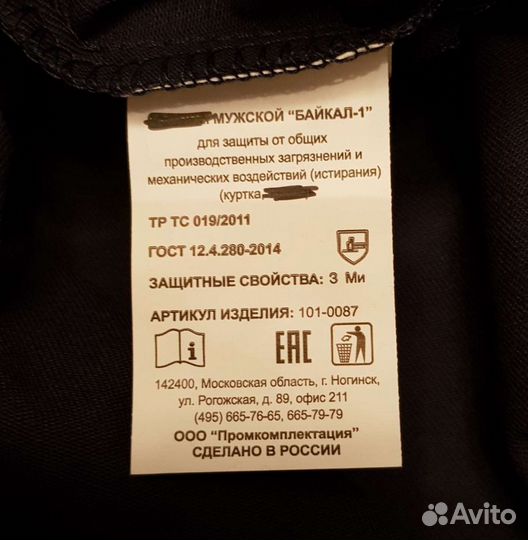 МУЖСКОЙ "БАЙКАЛ-1"
для защиты от общих
производственных загрязнений и
механических воздействий (истирания)
(куртка
ТР ТС 019/2011
ГОСТ 12.4.280-2014
ЗАЩИТНЫЕ СВОЙСТВА: З Ми
АРТИКУЛ ИЗДЕЛИЯ: 101-0087
i
EAC
142400, Московская область, г. Ногинск,
ул. Рогожская, д. 89, офис 211
(495) 665-76-65, 665-79-79
ООО "Промкомплектация"
СДЕЛАНО В РОССИИ
Avito